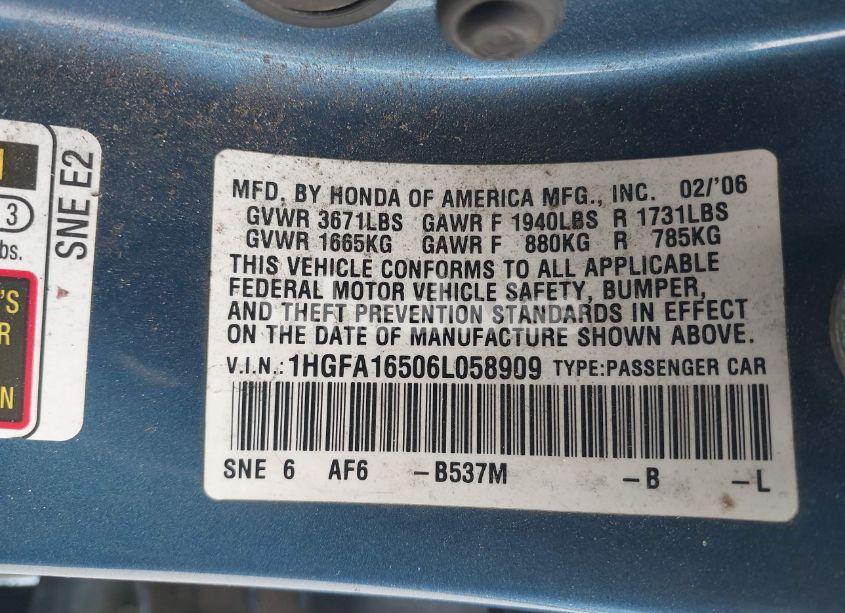 MFD. BY HONDA OF AMERICA MFG., INC. 02/'06
GVWR 3671LBS GAWR F 1940LBS R 1731LBS
GVWR 1665KG GAWR F 880KG R 785KG
THIS VEHICLE CONFORMS TO ALL APPLICABLE
FEDERAL MOTOR VEHICLE SAFETY, BUMPER,
AND THEFT PREVENTION STANDARDS IN EFFECT
ON THE DATE OF MANUFACTURE SHOWN ABOVE.
V.I.N.: 1HGFA16506L058909 TYPE:PASSENGER CAR
SNE 6 AF6 -B537M -B -L
SNE E2
3
bs.
'S
R
N